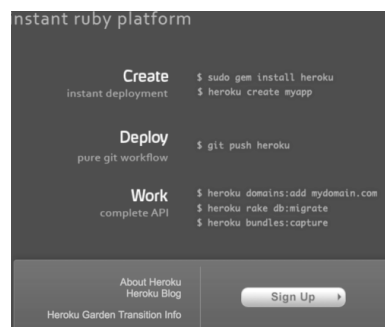 instant ruby platform
Create
instant deployment
$ sudo gem install heroku
$ heroku create myapp
Deploy
pure git workflow
$ git push heroku
Work
complete API
$ heroku domains:add mydomain.com
$ heroku rake db:migrate
$ heroku bundles:capture
About Heroku
Heroku Blog
Heroku Garden Transition Info
Sign Up